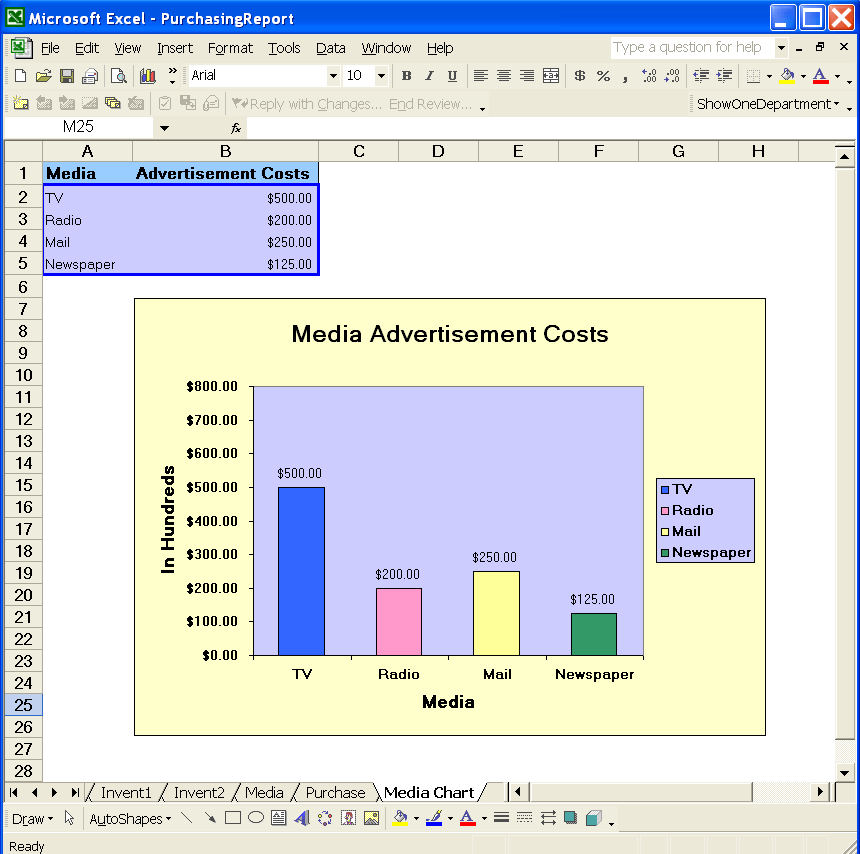 Microsoft Excel - PurchasingReport
File Edit View Insert Format Tools Data Window Help Type a question for help
Arial 10 B I U $ % ,
Reply with Changes... End Review... ShowOneDepartment
M25 fx
A B C D E F G H
1 Media Advertisement Costs
2 TV $500.00
3 Radio $200.00
4 Mail $250.00
5 Newspaper $125.00
6
7
8
9
10
11
12
13
14
15
16
17
18
19
20
21
22
23
24
25
26
27
28
Media Advertisement Costs
$800.00
$700.00
$600.00
$500.00
$400.00
$300.00
$200.00
$100.00
$0.00
In Hundreds
$500.00
$200.00
$250.00
$125.00
TV Radio Mail Newspaper
Media
TV
Radio
Mail
Newspaper
Invent1 Invent2 Media Purchase Media Chart
Draw AutoShapes A A
Ready